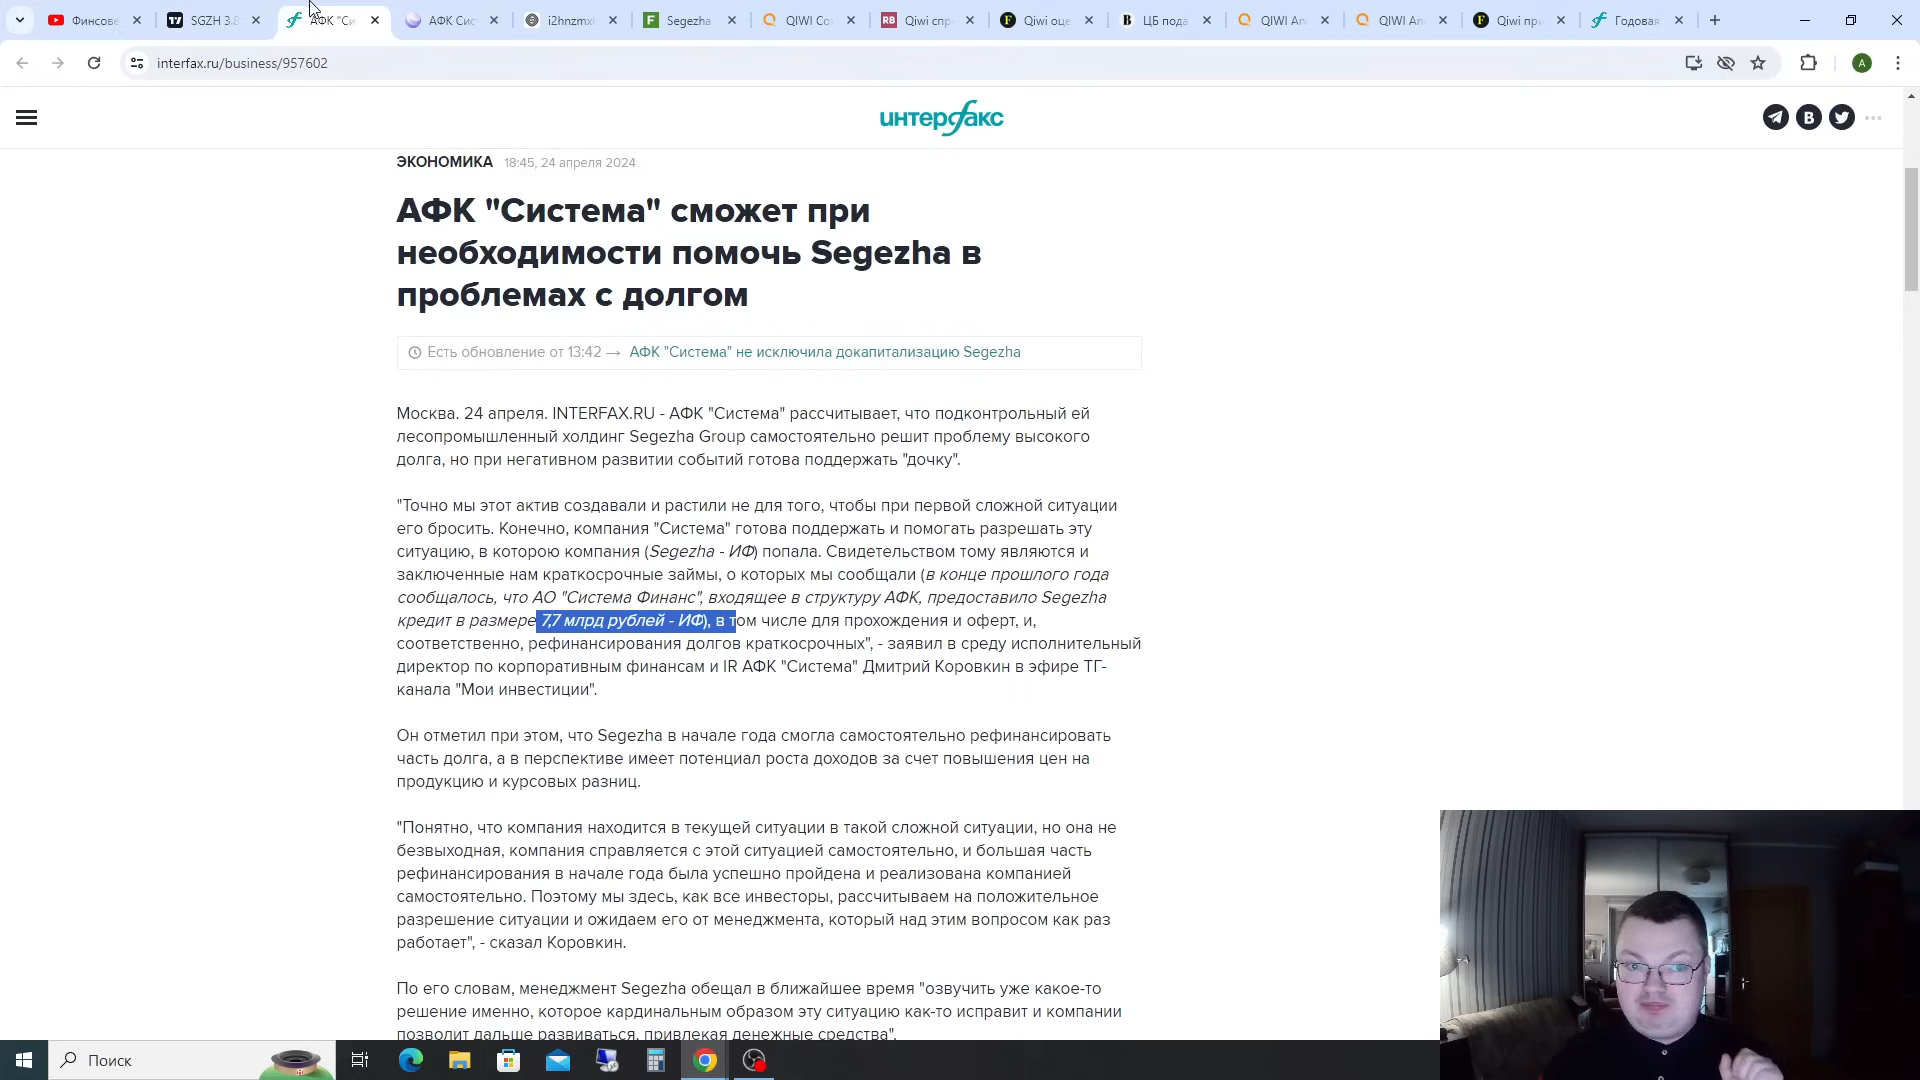 Финсове
SGZH 3.8
АФК "Си
АФК Сис
i2hnzmx
Segezha
QIWI Co
Qiwi спр
Qiwi оце
ЦБ пода
QIWI An
QIWI An
Qiwi при
Годовая
interfax.ru/business/957602
A
интерfакс
ЭКОНОМИКА 18:45, 24 апреля 2024
АФК "Система" сможет при
необходимости помочь Segezha в
проблемах с долгом
Есть обновление от 13:42 → АФК "Система" не исключила докапитализацию Segezha
Москва. 24 апреля. INTERFAX.RU - АФК "Система" рассчитывает, что подконтрольный ей
лесопромышленный холдинг Segezha Group самостоятельно решит проблему высокого
долга, но при негативном развитии событий готова поддержать "дочку".
"Точно мы этот актив создавали и растили не для того, чтобы при первой сложной ситуации
его бросить. Конечно, компания "Система" готова поддержать и помогать разрешать эту
ситуацию, в которою компания (Segezha - ИФ) попала. Свидетельством тому являются и
заключенные нам краткосрочные займы, о которых мы сообщали (в конце прошлого года
сообщалось, что АО "Система Финанс", входящее в структуру АФК, предоставило Segezha
кредит в размере 7,7 млрд рублей - ИФ), в том числе для прохождения и оферт, и,
соответственно, рефинансирования долгов краткосрочных", - заявил в среду исполнительный
директор по корпоративным финансам и IR АФК "Система" Дмитрий Коровкин в эфире ТГ-
канала "Мои инвестиции".
Он отметил при этом, что Segezha в начале года смогла самостоятельно рефинансировать
часть долга, а в перспективе имеет потенциал роста доходов за счет повышения цен на
продукцию и курсовых разниц.
"Понятно, что компания находится в текущей ситуации в такой сложной ситуации, но она не
безвыходная, компания справляется с этой ситуацией самостоятельно, и большая часть
рефинансирования в начале года была успешно пройдена и реализована компанией
самостоятельно. Поэтому мы здесь, как все инвесторы, рассчитываем на положительное
разрешение ситуации и ожидаем его от менеджмента, который над этим вопросом как раз
работает", - сказал Коровкин.
По его словам, менеджмент Segezha обещал в ближайшее время "озвучить уже какое-то
решение именно, которое кардинальным образом эту ситуацию как-то исправит и компании
позволит дальше развиваться, привлекая денежные средства".
Поиск